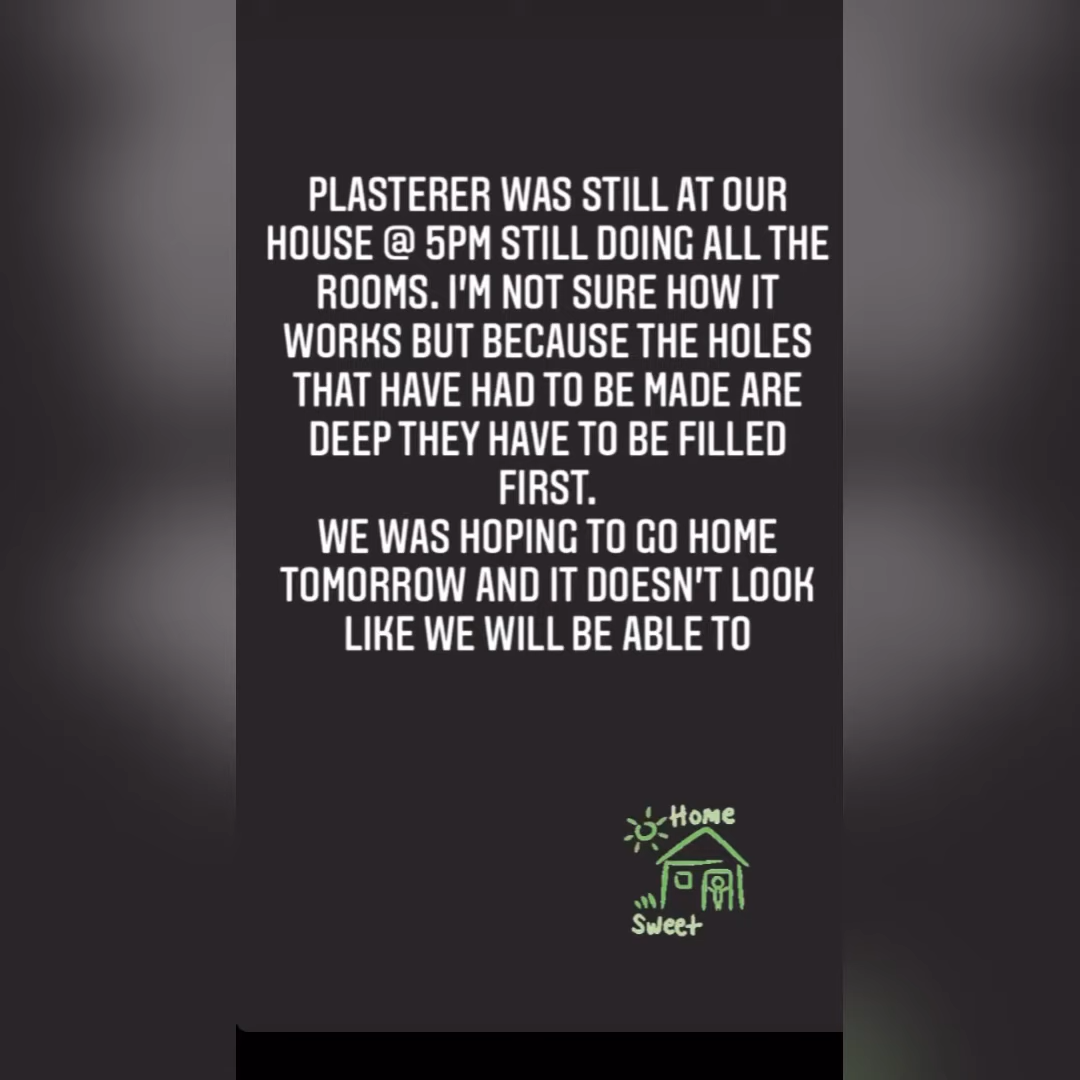 PLASTERER WAS STILL AT OUR
HOUSE @ 5PM STILL DOING ALL THE
ROOMS. I'M NOT SURE HOW IT
WORKS BUT BECAUSE THE HOLES
THAT HAVE HAD TO BE MADE ARE
DEEP THEY HAVE TO BE FILLED
FIRST.
WE WAS HOPING TO GO HOME
TOMORROW AND IT DOESN'T LOOK
LIKE WE WILL BE ABLE TO
Home
Sweet